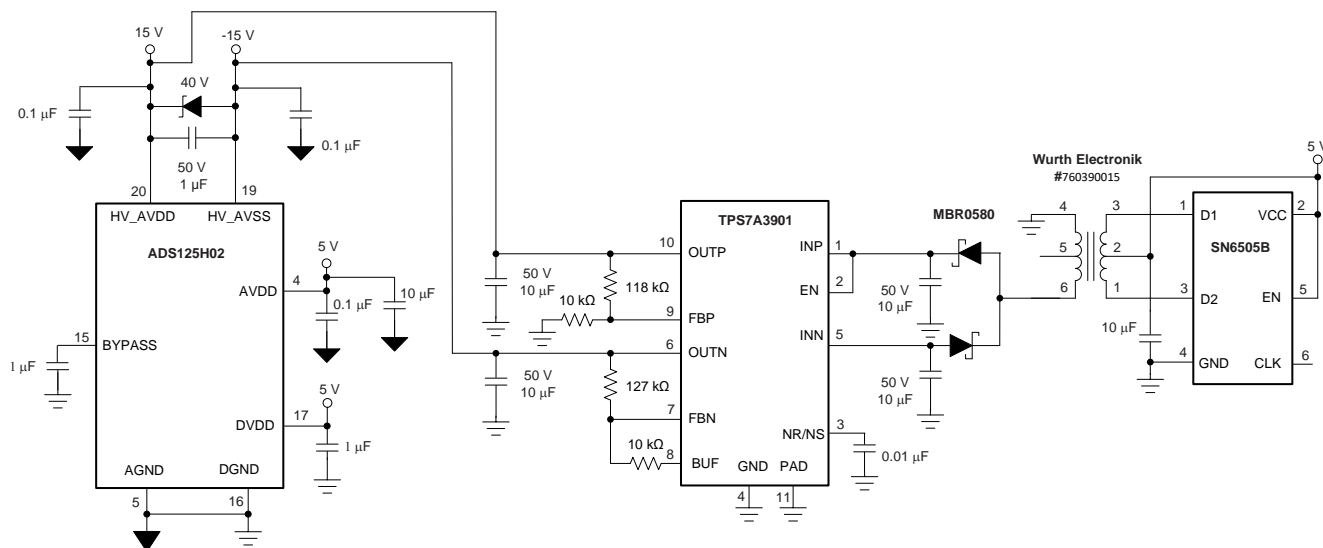 15 V
-15 V
40 V
0.1 µF
0.1 µF
50 V
1 µF
20
19
HV_AVDD
HV_AVSS
ADS125H02
5 V
4
AVDD
0.1 µF
10 µF
15
BYPASS
1 µF
5 V
17
DVDD
1 µF
AGND
DGND
5
16
TPS7A3901
10
OUTP
INP
1
50 V
10 µF
118 kΩ
EN
2
10 kΩ
9
FBP
INN
5
6
OUTN
50 V
10 µF
127 kΩ
7
FBN
NR/NS
3
10 kΩ
8
BUF
0.01 µF
GND
PAD
4
11
MBR0580
50 V
10 µF
50 V
10 µF
Wurth Electronik
#760390015
4
3
5
2
6
1
5 V
1
D1
VCC
2
SN6505B
3
D2
EN
5
10 µF
4
GND
CLK
6